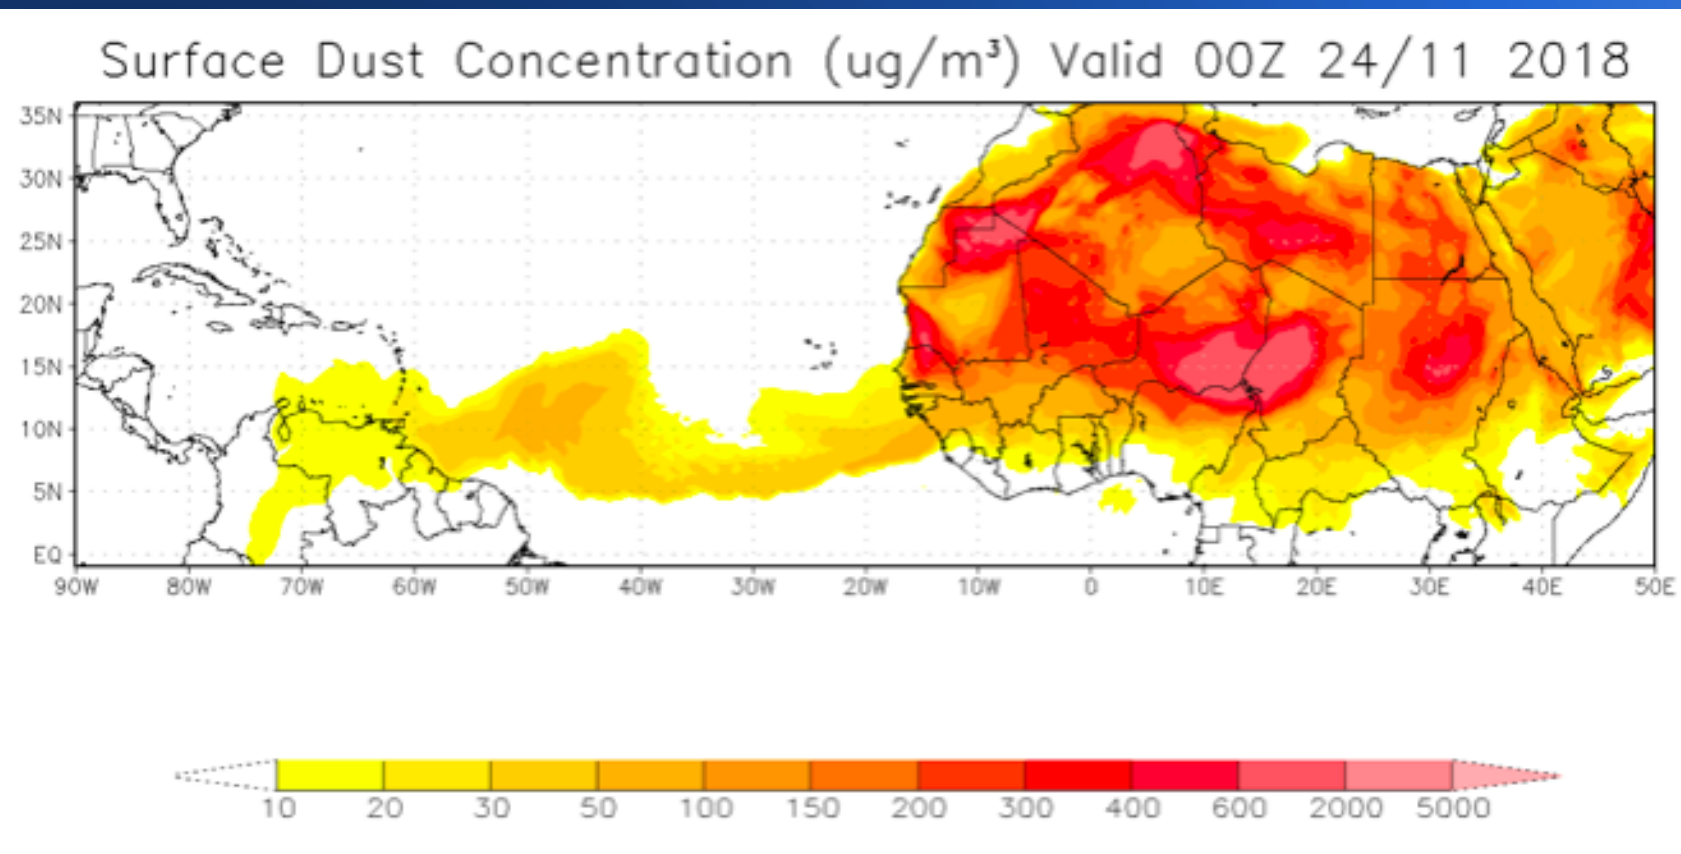 Surface Dust Concentration (ug/m³) Valid 00Z 24/11 2018
35N
30N
25N
20N
15N
10N
5N
EQ
90W 80W 70W 60W 50W 40W 30W 20W 10W 0 10E 20E 30E 40E 50E
10 20 30 50 100 150 200 300 400 600 2000 5000